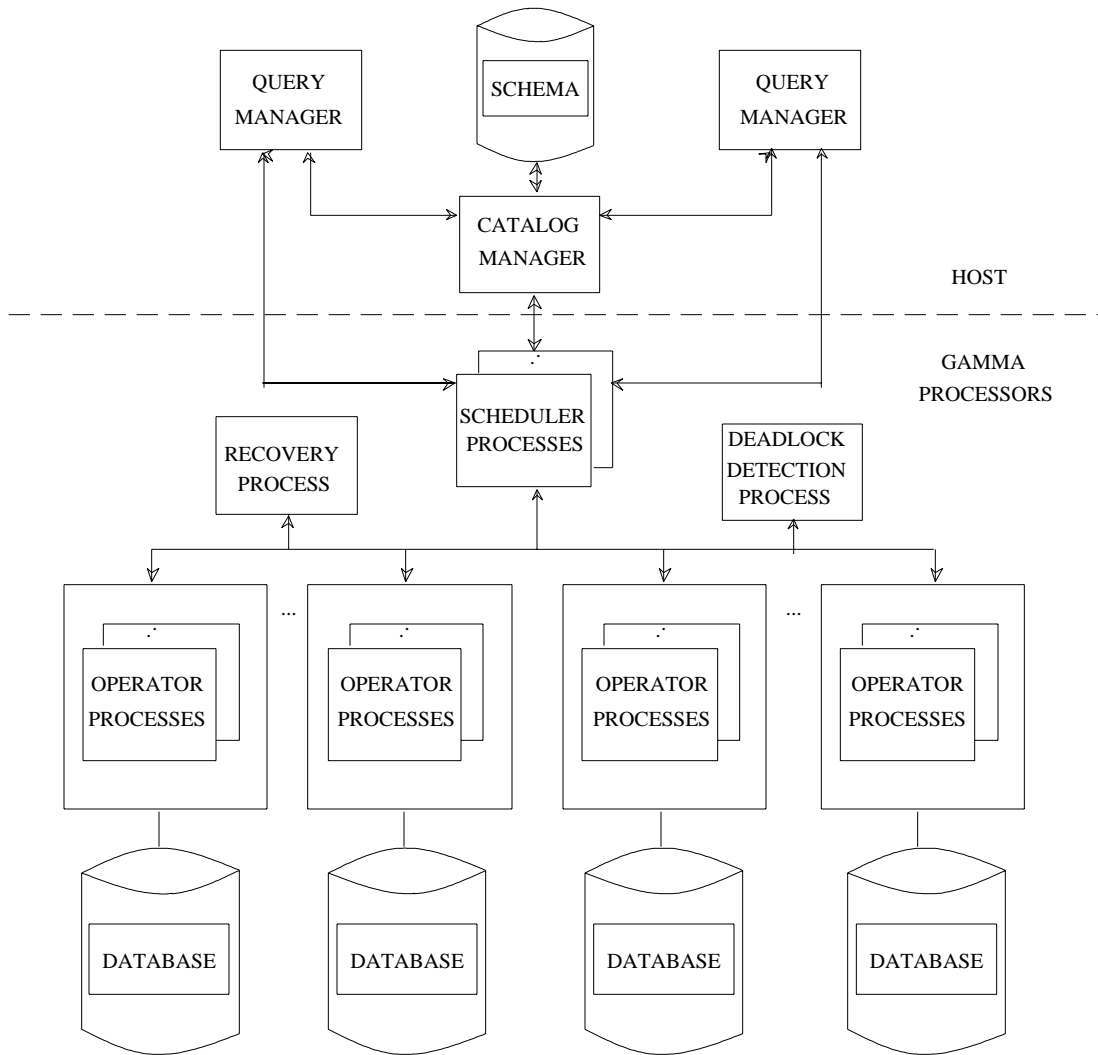 QUERY
MANAGER
SCHEMA
QUERY
MANAGER
CATALOG
MANAGER
HOST
GAMMA
PROCESSORS
SCHEDULER
PROCESSES
RECOVERY
PROCESS
DEADLOCK
DETECTION
PROCESS
...
...
OPERATOR
PROCESSES
OPERATOR
PROCESSES
OPERATOR
PROCESSES
OPERATOR
PROCESSES
DATABASE
DATABASE
DATABASE
DATABASE